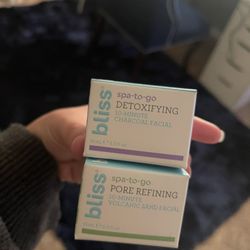 bliss
spa-to-go
DETOXIFYING
10-MINUTE
CHARCOAL FACIAL
bliss
spa-to-go
PORE REFINING
10-MINUTE
VOLCANIC SAND FACIAL